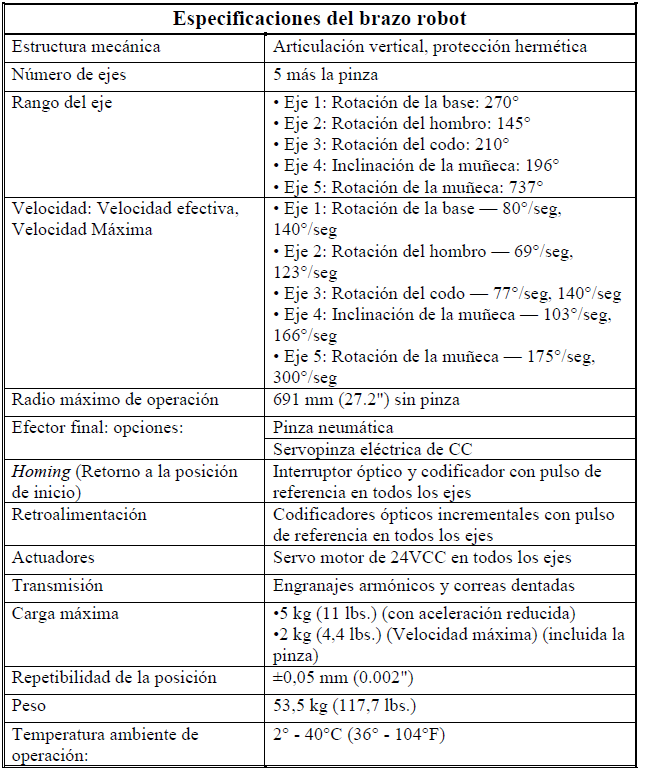 Especificaciones del brazo robot
Estructura mecánica
Articulación vertical, protección hermética
Número de ejes
5 más la pinza
Rango del eje
• Eje 1: Rotación de la base: 270°
• Eje 2: Rotación del hombro: 145°
• Eje 3: Rotación del codo: 210°
• Eje 4: Inclinación de la muñeca: 196°
• Eje 5: Rotación de la muñeca: 737°
Velocidad: Velocidad efectiva,
Velocidad Máxima
• Eje 1: Rotación de la base — 80°/seg,
140°/seg
• Eje 2: Rotación del hombro — 69°/seg,
123°/seg
• Eje 3: Rotación del codo — 77°/seg, 140°/seg
• Eje 4: Inclinación de la muñeca — 103°/seg,
166°/seg
• Eje 5: Rotación de la muñeca — 175°/seg,
300°/seg
Radio máximo de operación
691 mm (27.2") sin pinza
Efector final: opciones:
Pinza neumática
Servopinza eléctrica de CC
Homing (Retorno a la posición
de inicio)
Interruptor óptico y codificador con pulso de
referencia en todos los ejes
Retroalimentación
Codificadores ópticos incrementales con pulso
de referencia en todos los ejes
Actuadores
Servo motor de 24VCC en todos los ejes
Transmisión
Engranajes armónicos y correas dentadas
Carga máxima
•5 kg (11 lbs.) (con aceleración reducida)
•2 kg (4,4 lbs.) (Velocidad máxima) (incluida la
pinza)
Repetibilidad de la posición
±0,05 mm (0.002")
Peso
53,5 kg (117,7 lbs.)
Temperatura ambiente de
operación:
2° - 40°C (36° - 104°F)